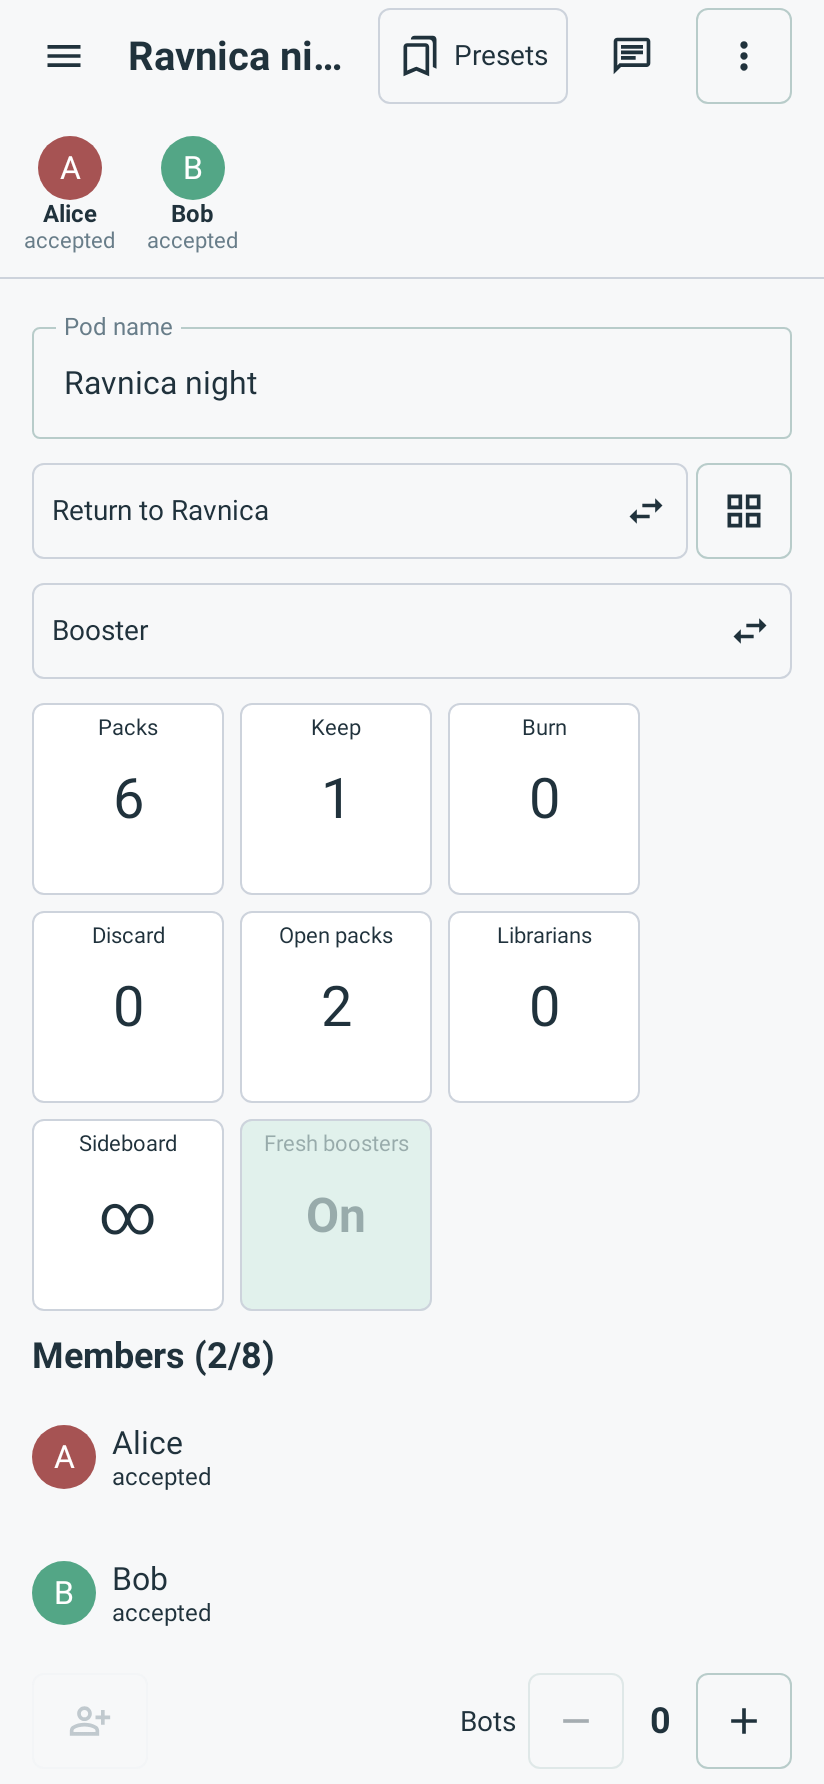 Ravnica ni...
Presets
A
B
Alice
Bob
accepted
accepted
Pod name
Ravnica night
Return to Ravnica
Booster
Packs
Keep
Burn
6
1
0
Discard
Open packs
Librarians
0
2
0
Sideboard
Fresh boosters
∞
On
Members (2/8)
A
Alice
accepted
B
Bob
accepted
Bots
0